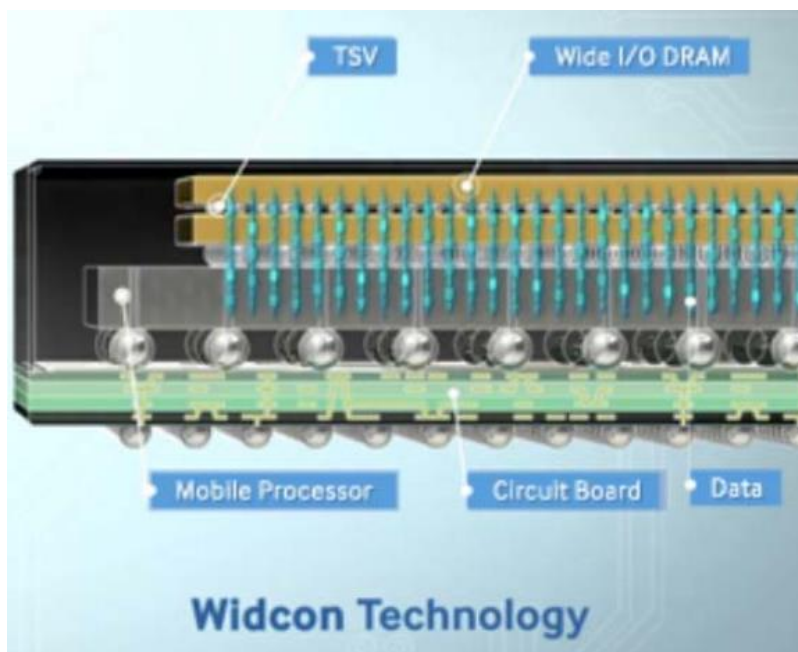 TSV
Wide I/O DRAM
Mobile Processor
Circuit Board
Data
Widcon Technology